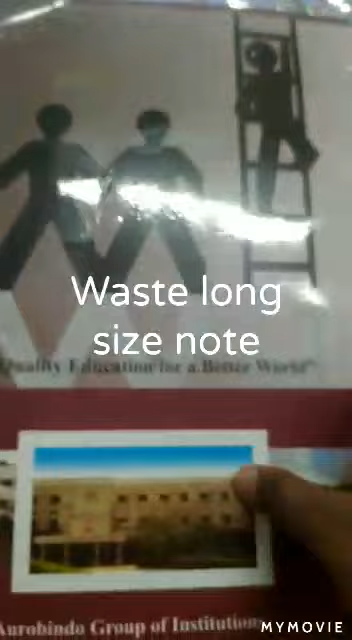 Waste long
size note
Quality Education for a Better World"
Aurobindo Group of Institution
MYMOVIE